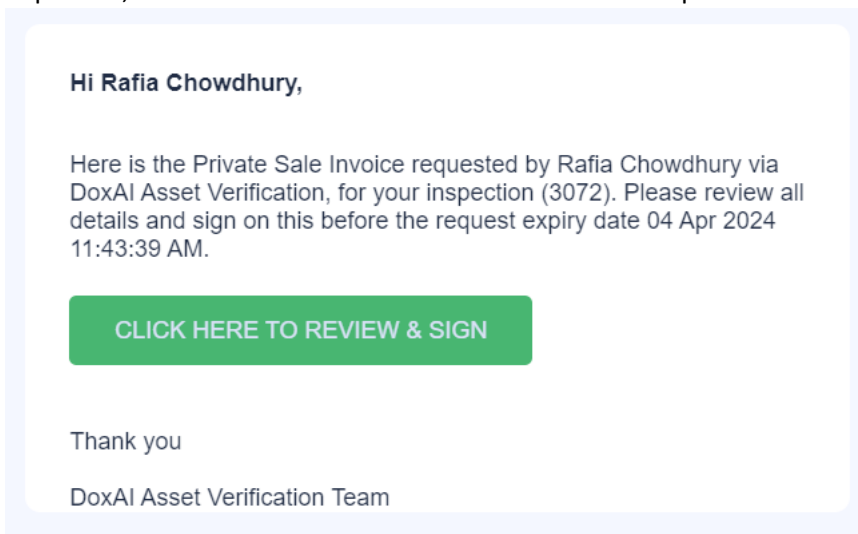 Hi Rafia Chowdhury,
Here is the Private Sale Invoice requested by Rafia Chowdhury via
DoxAI Asset Verification, for your inspection (3072). Please review all
details and sign on this before the request expiry date 04 Apr 2024
11:43:39 AM.
CLICK HERE TO REVIEW & SIGN
Thank you
DoxAI Asset Verification Team